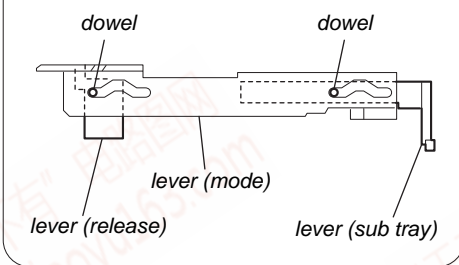 dowel
dowel
lever (mode)
lever (release)
lever (sub tray)